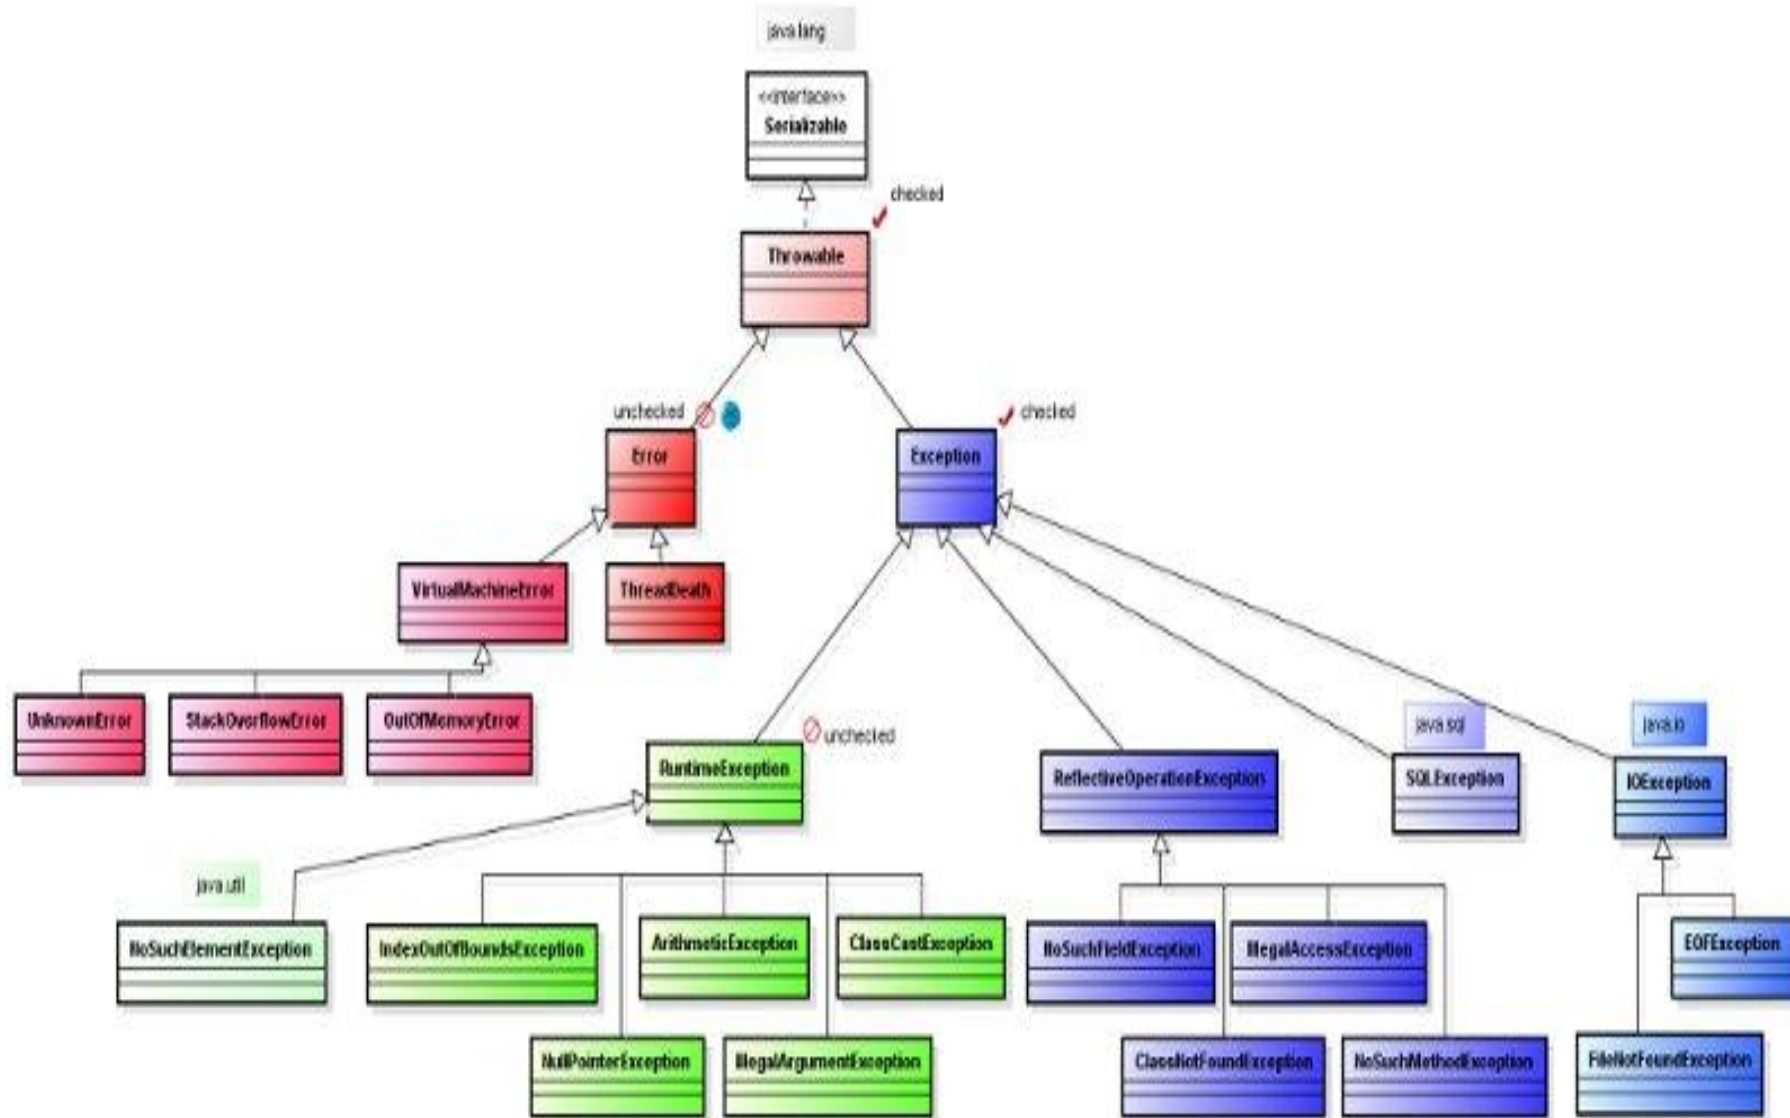 java.lang
<<interface>>
Serializable
checked
Throwable
unchecked
checked
Error
Exception
VirtualMachineError
ThreadDeath
UnknownError
StackOverflowError
OutOfMemoryError
unchecked
java.sql
java.io
RuntimeException
ReflectiveOperationException
SQLException
IOException
java.util
NoSuchElementException
IndexOutOfBoundsException
ArithmeticException
ClassCastException
NoSuchFieldException
IllegalAccessException
EOFException
NullPointerException
IllegalArgumentException
ClassNotFoundException
NoSuchMethodException
FileNotFoundException